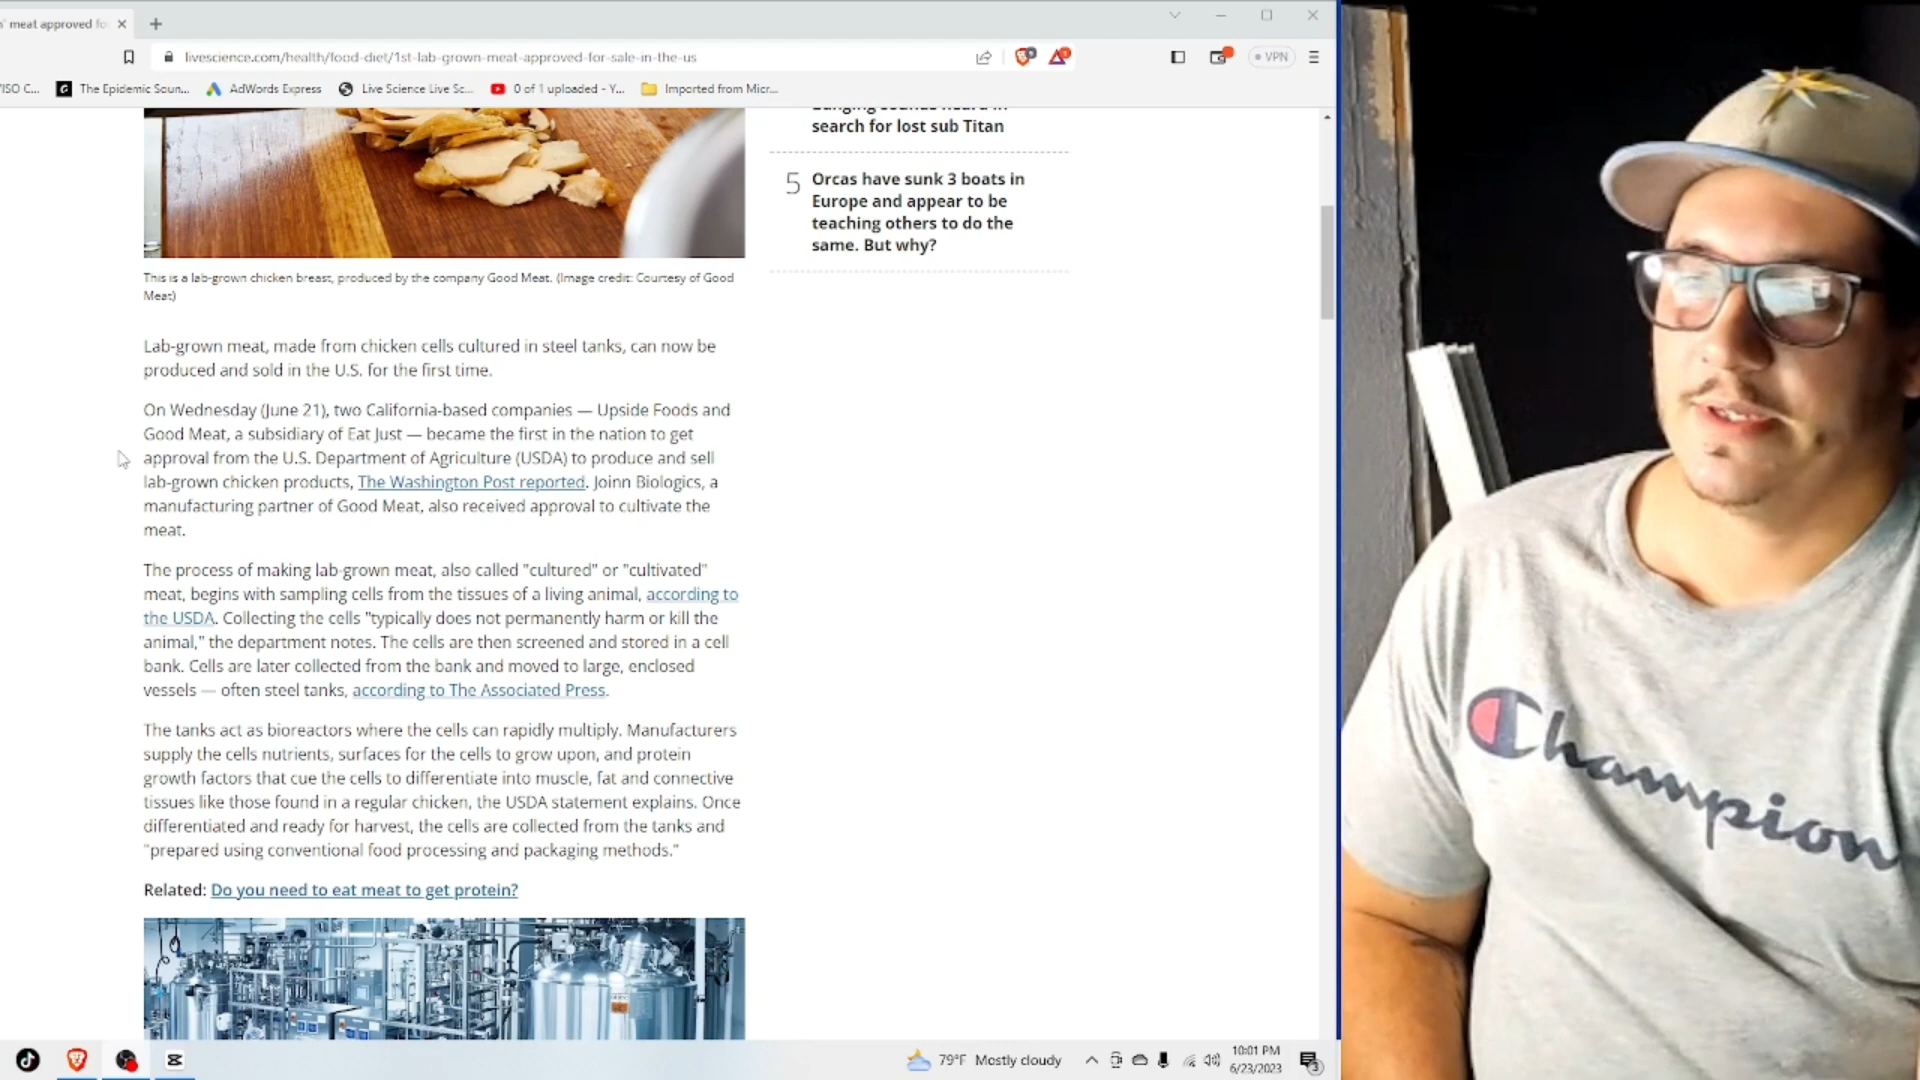 ' meat approved fo
livescience.com/health/food-diet/1st-lab-grown-meat-approved-for-sale-in-the-us
VPN
ISO C...
The Epidemic Soun...
AdWords Express
Live Science Live Sc...
0 of 1 uploaded - Y...
Imported from Micr...
search for lost sub Titan
5
Orcas have sunk 3 boats in
Europe and appear to be
teaching others to do the
same. But why?
This is a lab-grown chicken breast, produced by the company Good Meat. (Image credit: Courtesy of Good
Meat)
Lab-grown meat, made from chicken cells cultured in steel tanks, can now be
produced and sold in the U.S. for the first time.
On Wednesday (June 21), two California-based companies — Upside Foods and
Good Meat, a subsidiary of Eat Just — became the first in the nation to get
approval from the U.S. Department of Agriculture (USDA) to produce and sell
lab-grown chicken products, The Washington Post reported. Joinn Biologics, a
manufacturing partner of Good Meat, also received approval to cultivate the
meat.
The process of making lab-grown meat, also called "cultured" or "cultivated"
meat, begins with sampling cells from the tissues of a living animal, according to
the USDA. Collecting the cells "typically does not permanently harm or kill the
animal," the department notes. The cells are then screened and stored in a cell
bank. Cells are later collected from the bank and moved to large, enclosed
vessels — often steel tanks, according to The Associated Press.
The tanks act as bioreactors where the cells can rapidly multiply. Manufacturers
supply the cells nutrients, surfaces for the cells to grow upon, and protein
growth factors that cue the cells to differentiate into muscle, fat and connective
tissues like those found in a regular chicken, the USDA statement explains. Once
differentiated and ready for harvest, the cells are collected from the tanks and
"prepared using conventional food processing and packaging methods."
Related: Do you need to eat meat to get protein?
Champion
79°F Mostly cloudy
10:01 PM
6/23/2023
3